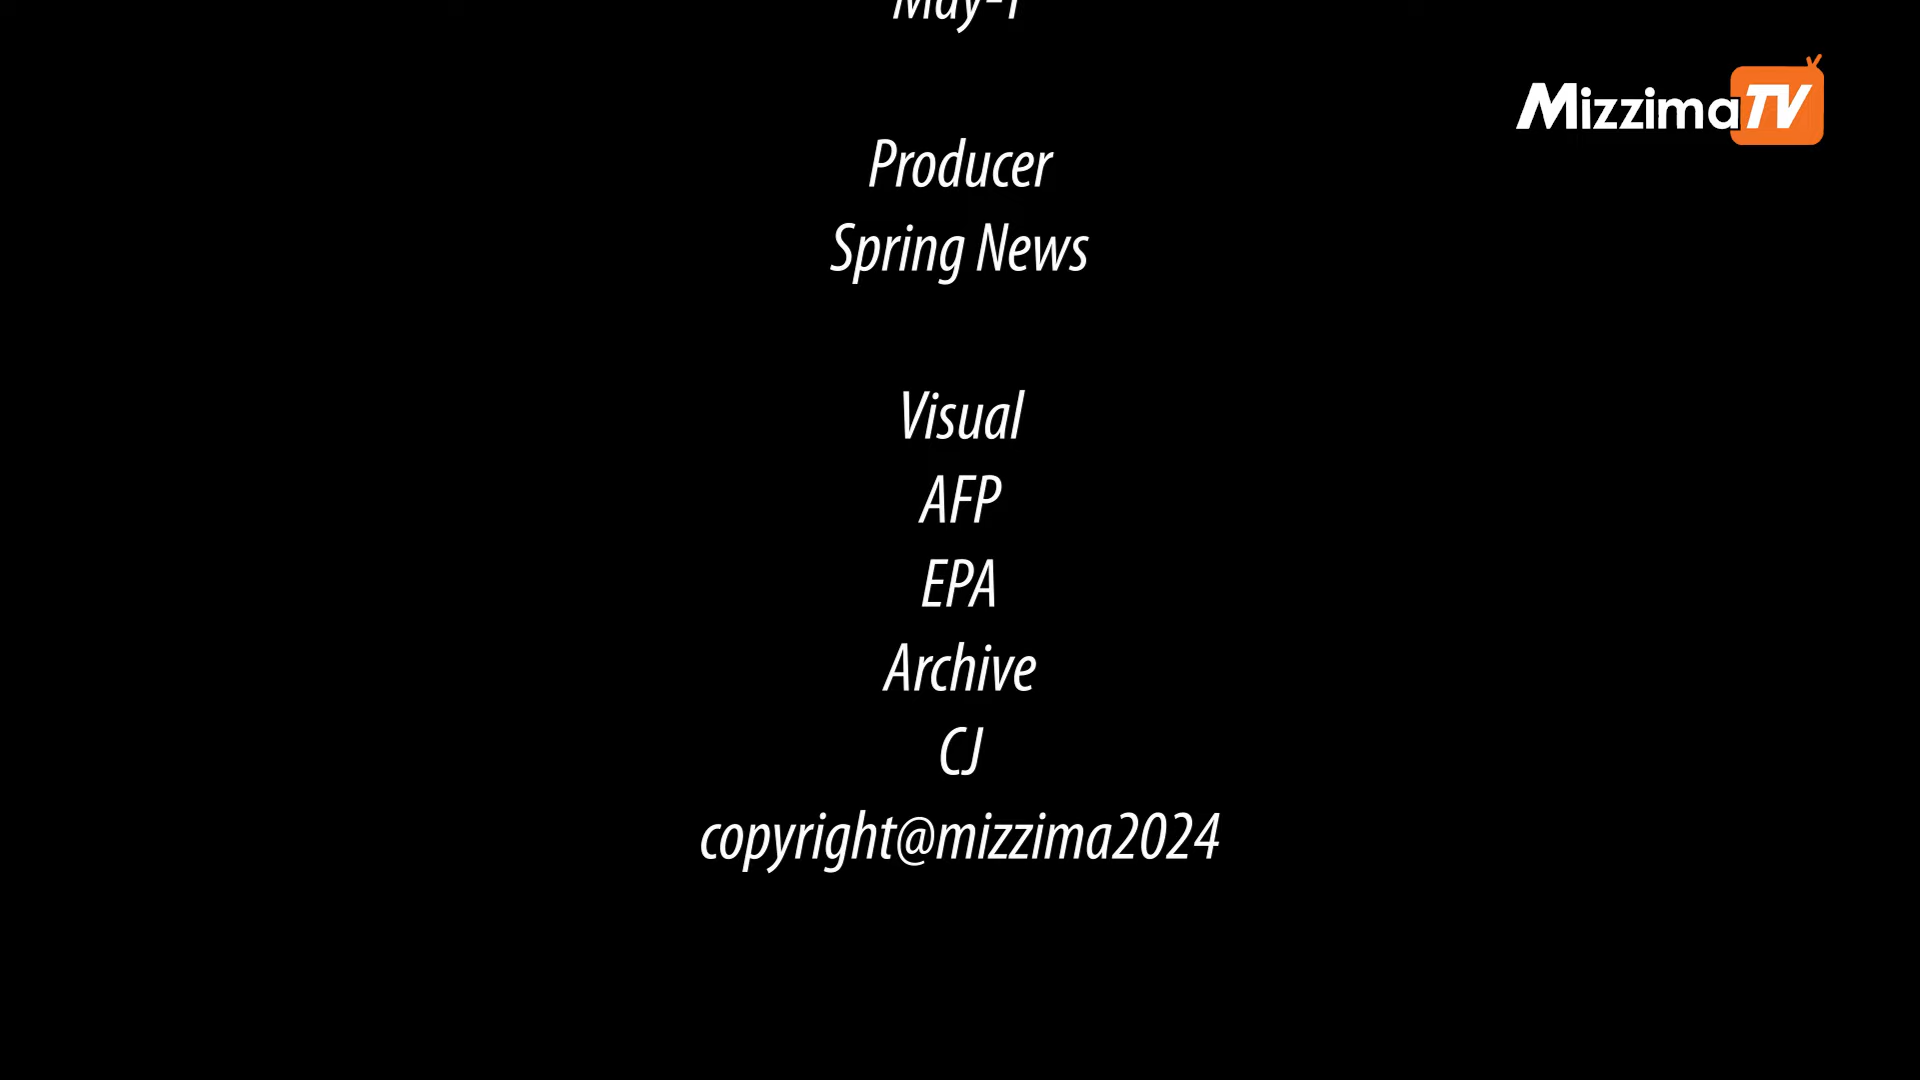 MizzimaTV
Producer
Spring News
Visual
AFP
EPA
Archive
CJ
copyright@mizzima2024